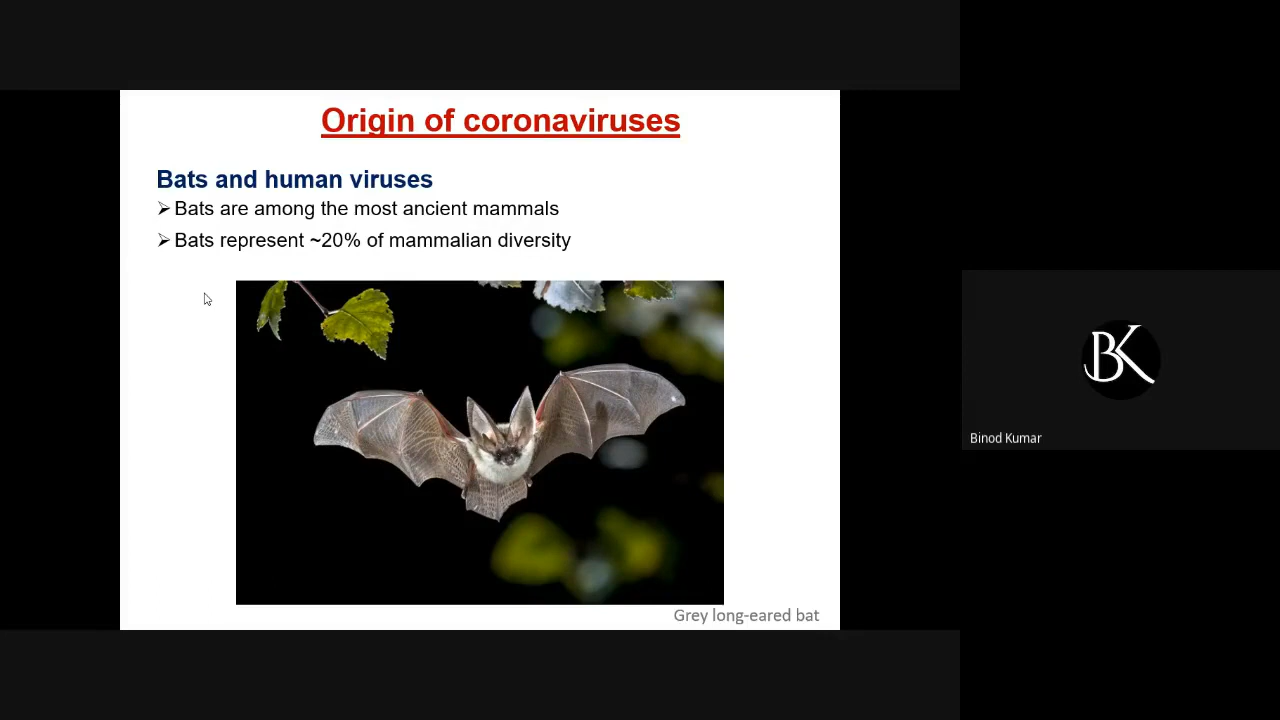 Origin of coronaviruses
Bats and human viruses
➢Bats are among the most ancient mammals
➢Bats represent ~20% of mammalian diversity
Grey long-eared bat
BK
Binod Kumar